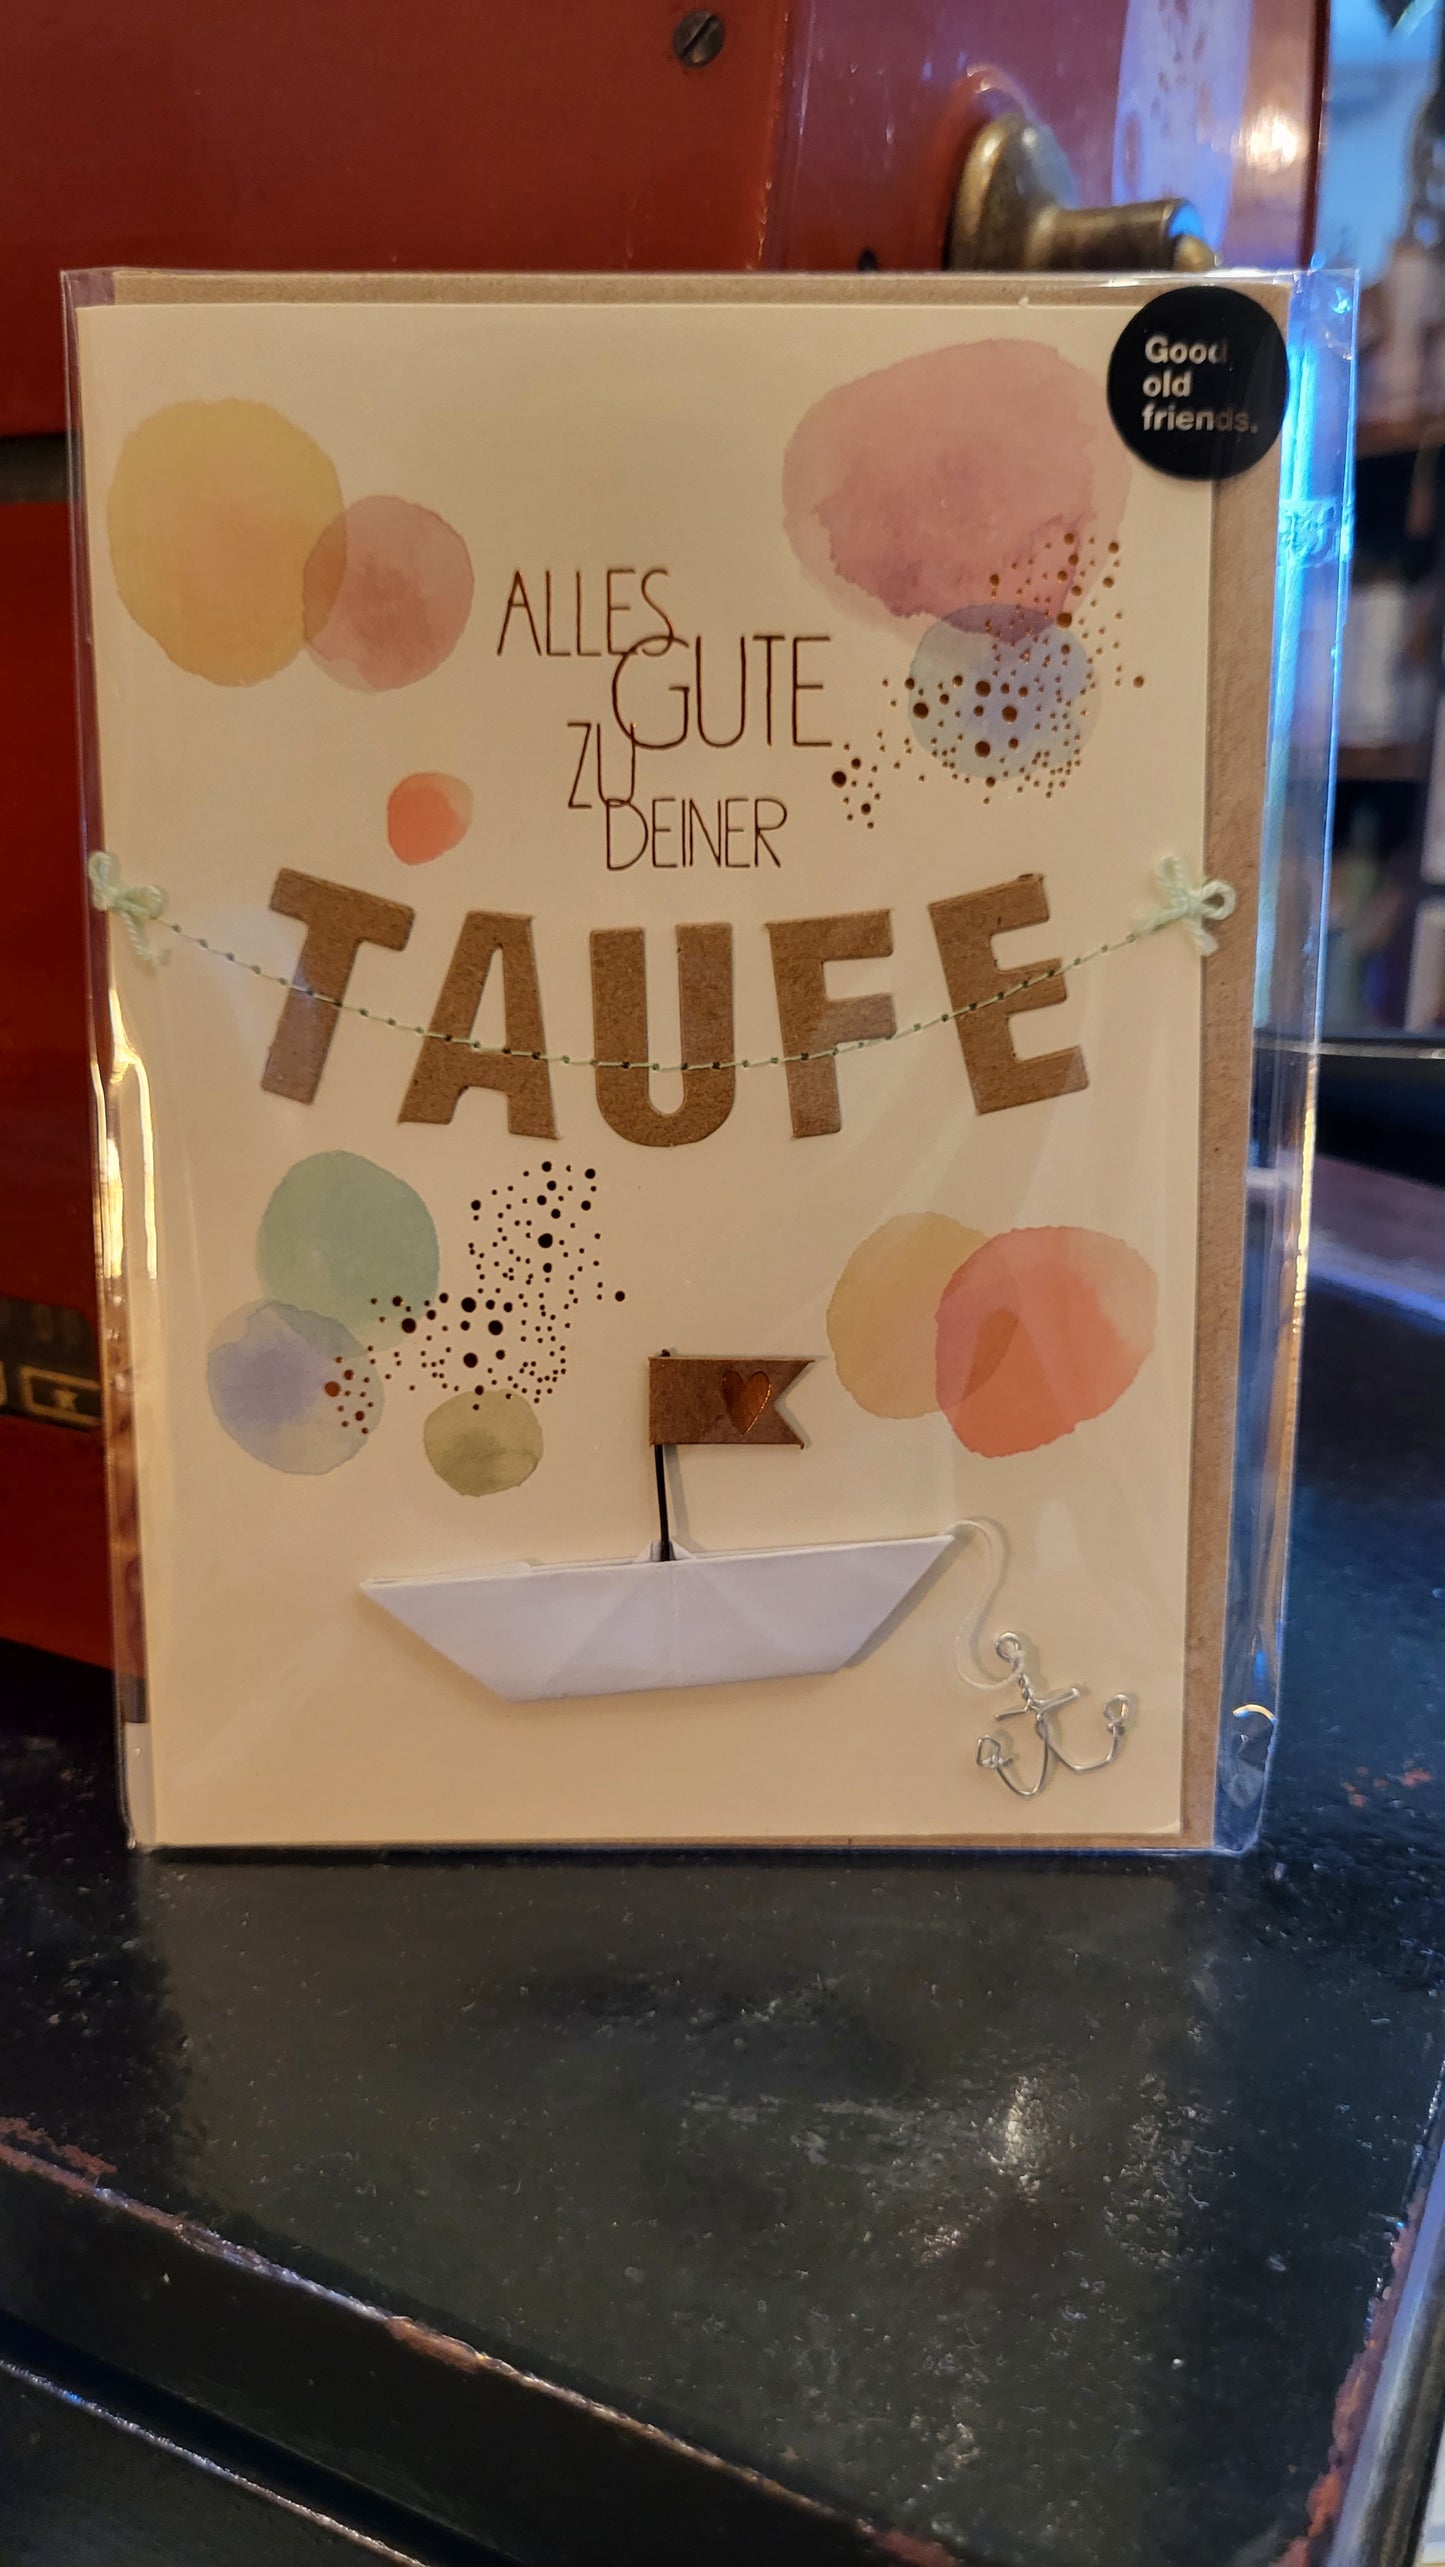 Good
old
friends.
ALLES
GUTE
ZU
DEINER
TAUFE